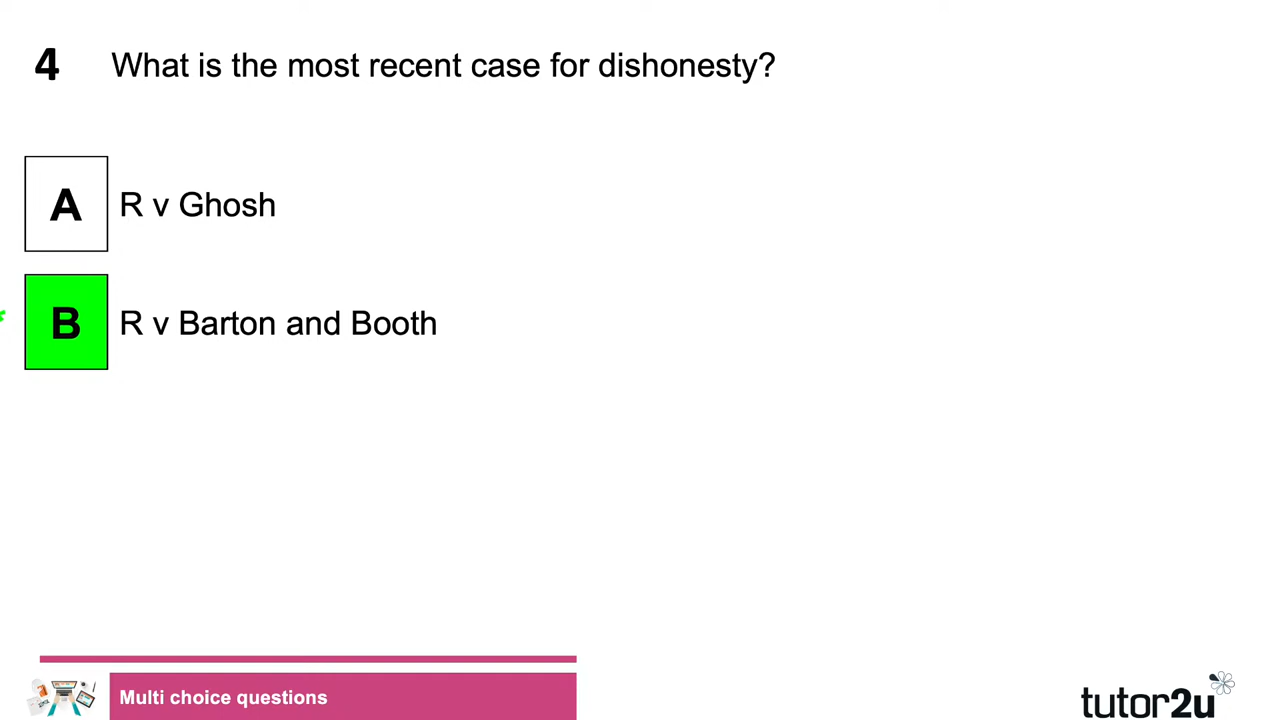 4 What is the most recent case for dishonesty?
A R v Ghosh
B R v Barton and Booth
Multi choice questions
tutor2u